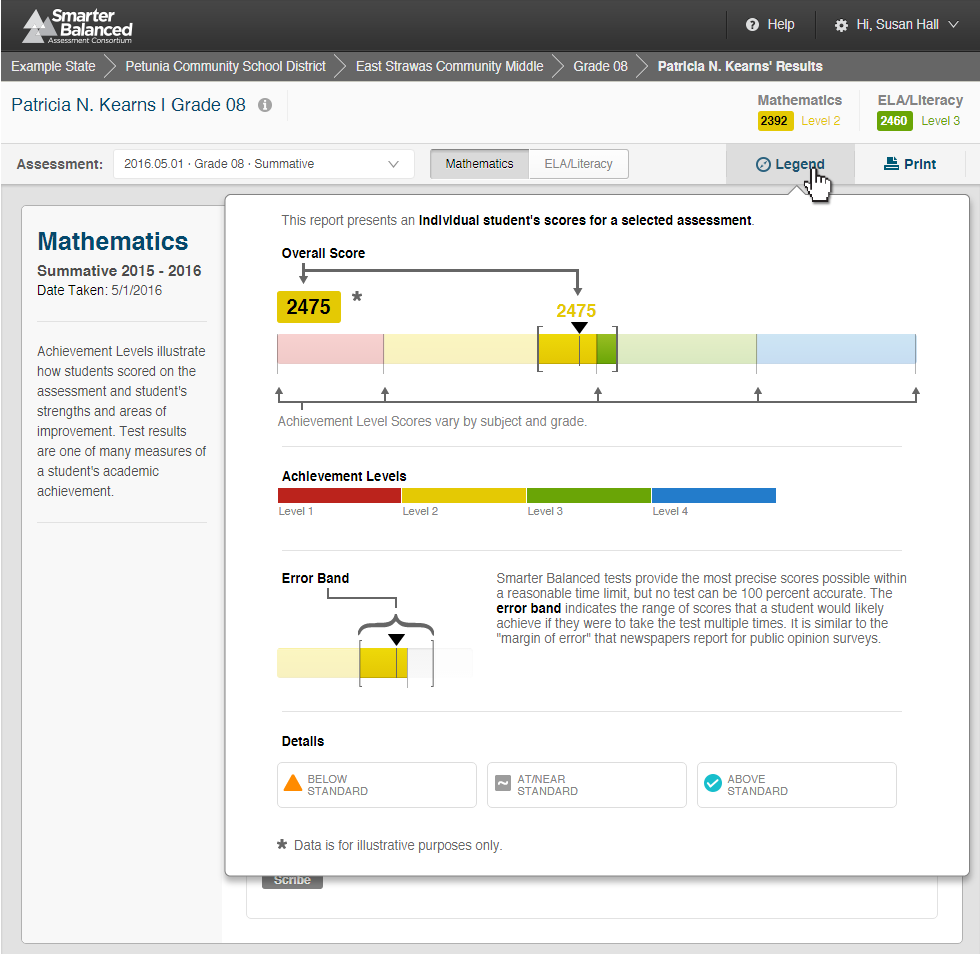 Smarter
Balanced
Assessment Consortium
Help
Hi, Susan Hall
Example State
Petunia Community School District
East Strawas Community Middle
Grade 08
Patricia N. Kearns' Results
Patricia N. Kearns | Grade 08
Mathematics
2392 Level 2
ELA/Literacy
2460 Level 3
Assessment:
2016.05.01 · Grade 08 · Summative
Mathematics
ELA/Literacy
Legend
Print
Mathematics
Summative 2015 - 2016
Date Taken: 5/1/2016
Achievement Levels illustrate
how students scored on the
assessment and student's
strengths and areas of
improvement. Test results
are one of many measures of
a student's academic
achievement.
This report presents an individual student's scores for a selected assessment.
Overall Score
2475 *
2475
Achievement Level Scores vary by subject and grade.
Achievement Levels
Level 1
Level 2
Level 3
Level 4
Error Band
Smarter Balanced tests provide the most precise scores possible within
a reasonable time limit, but no test can be 100 percent accurate. The
error band indicates the range of scores that a student would likely
achieve if they were to take the test multiple times. It is similar to the
"margin of error" that newspapers report for public opinion surveys.
Details
BELOW
STANDARD
AT/NEAR
STANDARD
ABOVE
STANDARD
* Data is for illustrative purposes only.
Scribe